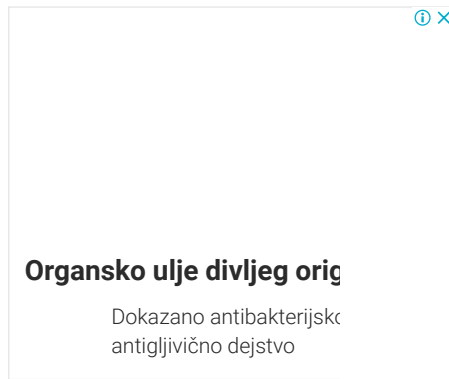 Organsko ulje divljeg orig
Dokazano antibakterijsko
antigljivično dejstvo